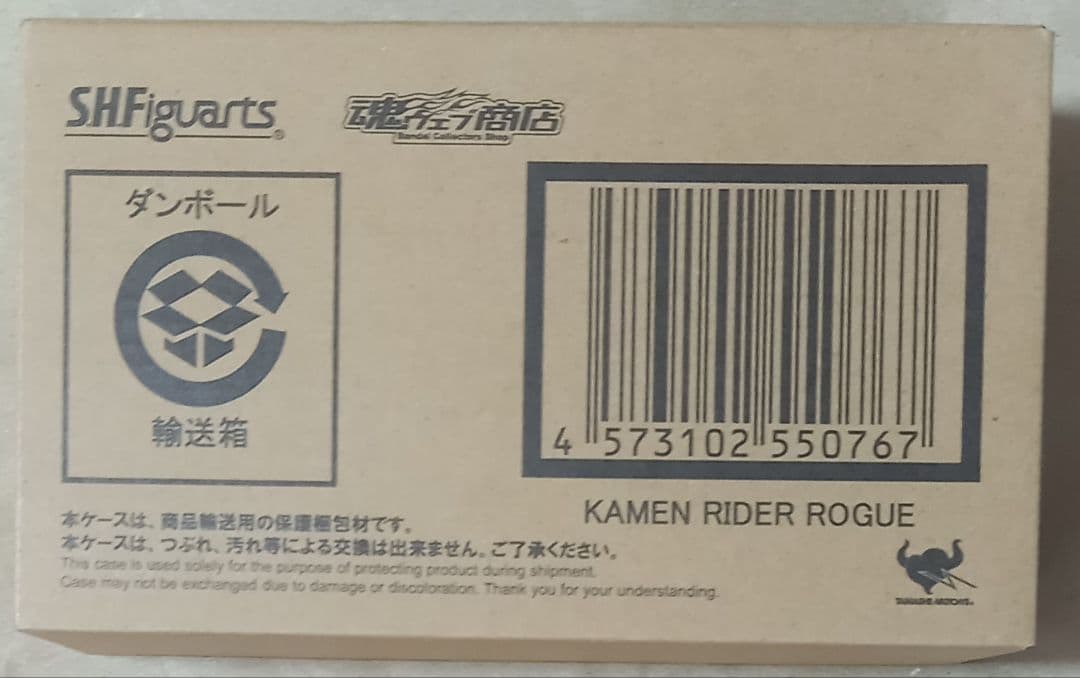 S.H.Figuarts®
魂ウェブ商店
Bandai Collectors Shop
ダンボール
輸送箱
4 573102 550767
KAMEN RIDER ROGUE
本ケースは、商品輸送用の保護梱包材です。
本ケースは、つぶれ、汚れ等による交換は出来ません。ご了承ください。
This case is used solely for the purpose of protecting product during shipment.
Case may not be exchanged due to damage or discoloration. Thank you for your understanding.
TAMASHII NATIONS